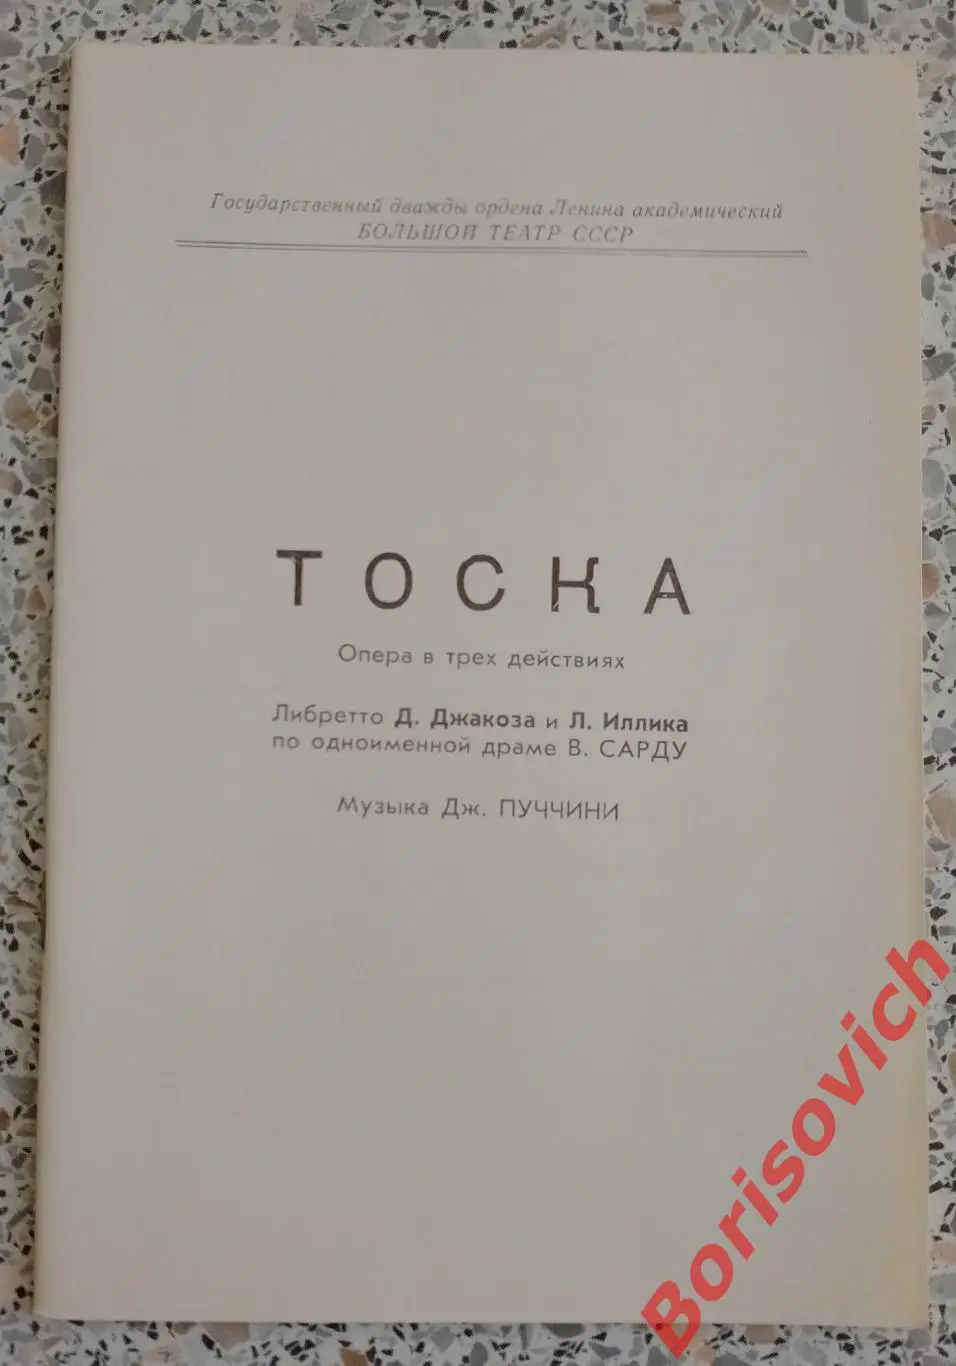 Государственный дважды ордена Ленина академический
БОЛЬШОЙ ТЕАТР СССР
ТОСКА
Опера в трех действиях
Либретто Д. Джакоза и Л. Иллика
по одноименной драме В. САРДУ
Музыка Дж. ПУЧЧИНИ
Borisovich